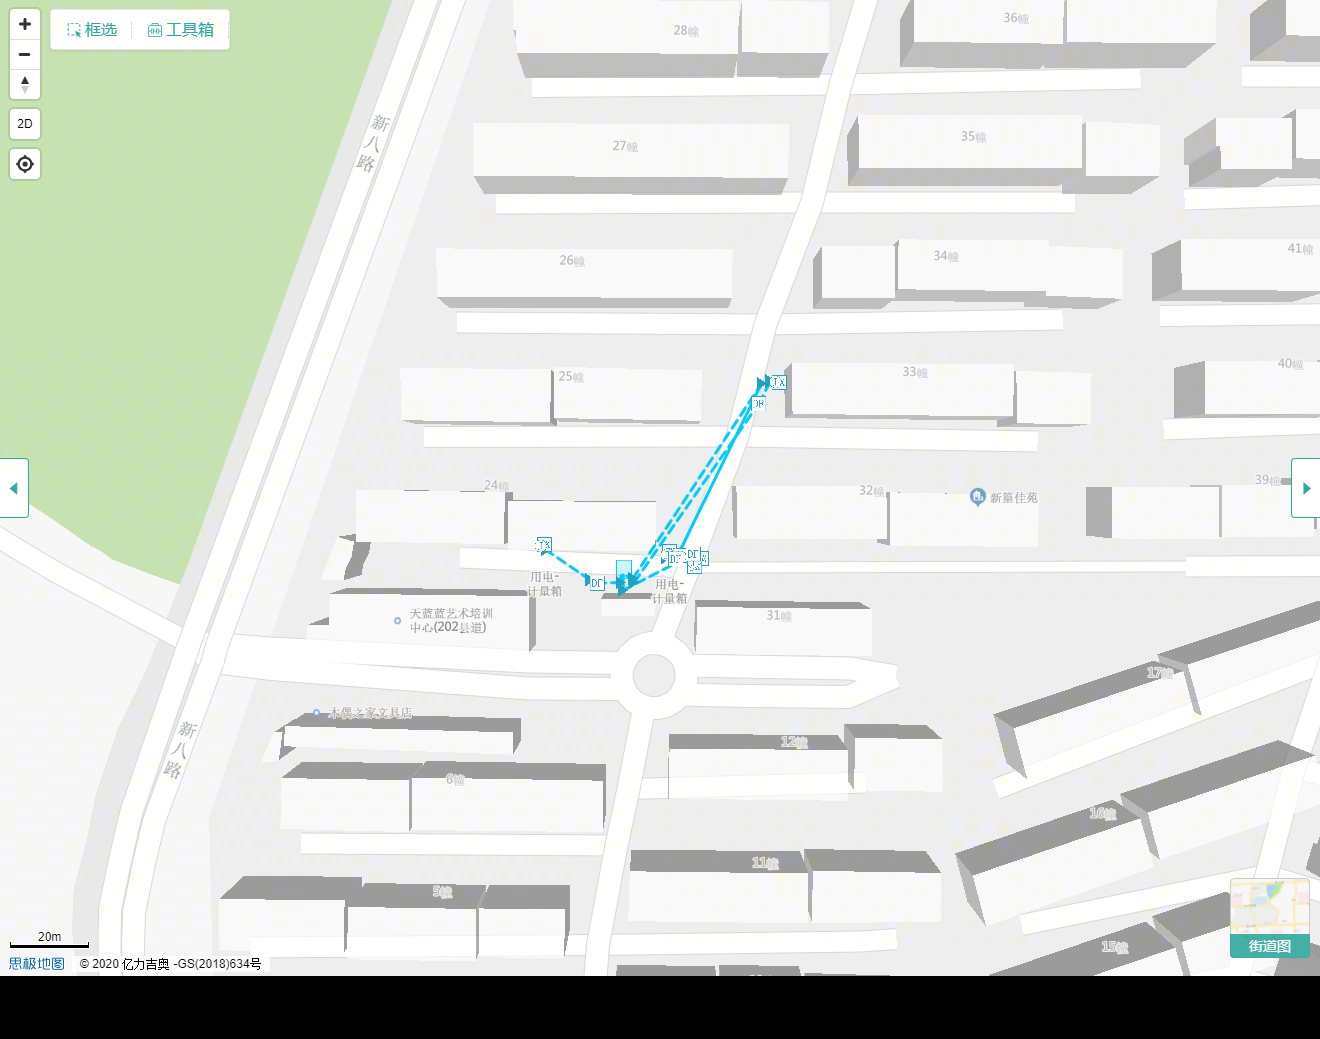 +
框选
工具箱
−
2D
28幢
36幢
新八路
27幢
35幢
26幢
34幢
41幢
25幢
33幢
40幢
JX
DH
24幢
32幢
39幢
新篁佳苑
JX
DF
DF
DF
用电-
计量箱
用电-
计量箱
天蓝蓝艺术培训
中心(202县道)
31幢
17幢
木偶之家文具店
新八路
12幢
6幢
16幢
11幢
5幢
15幢
20m
思极地图
© 2020 亿力吉奥 -GS(2018)634号
街道图